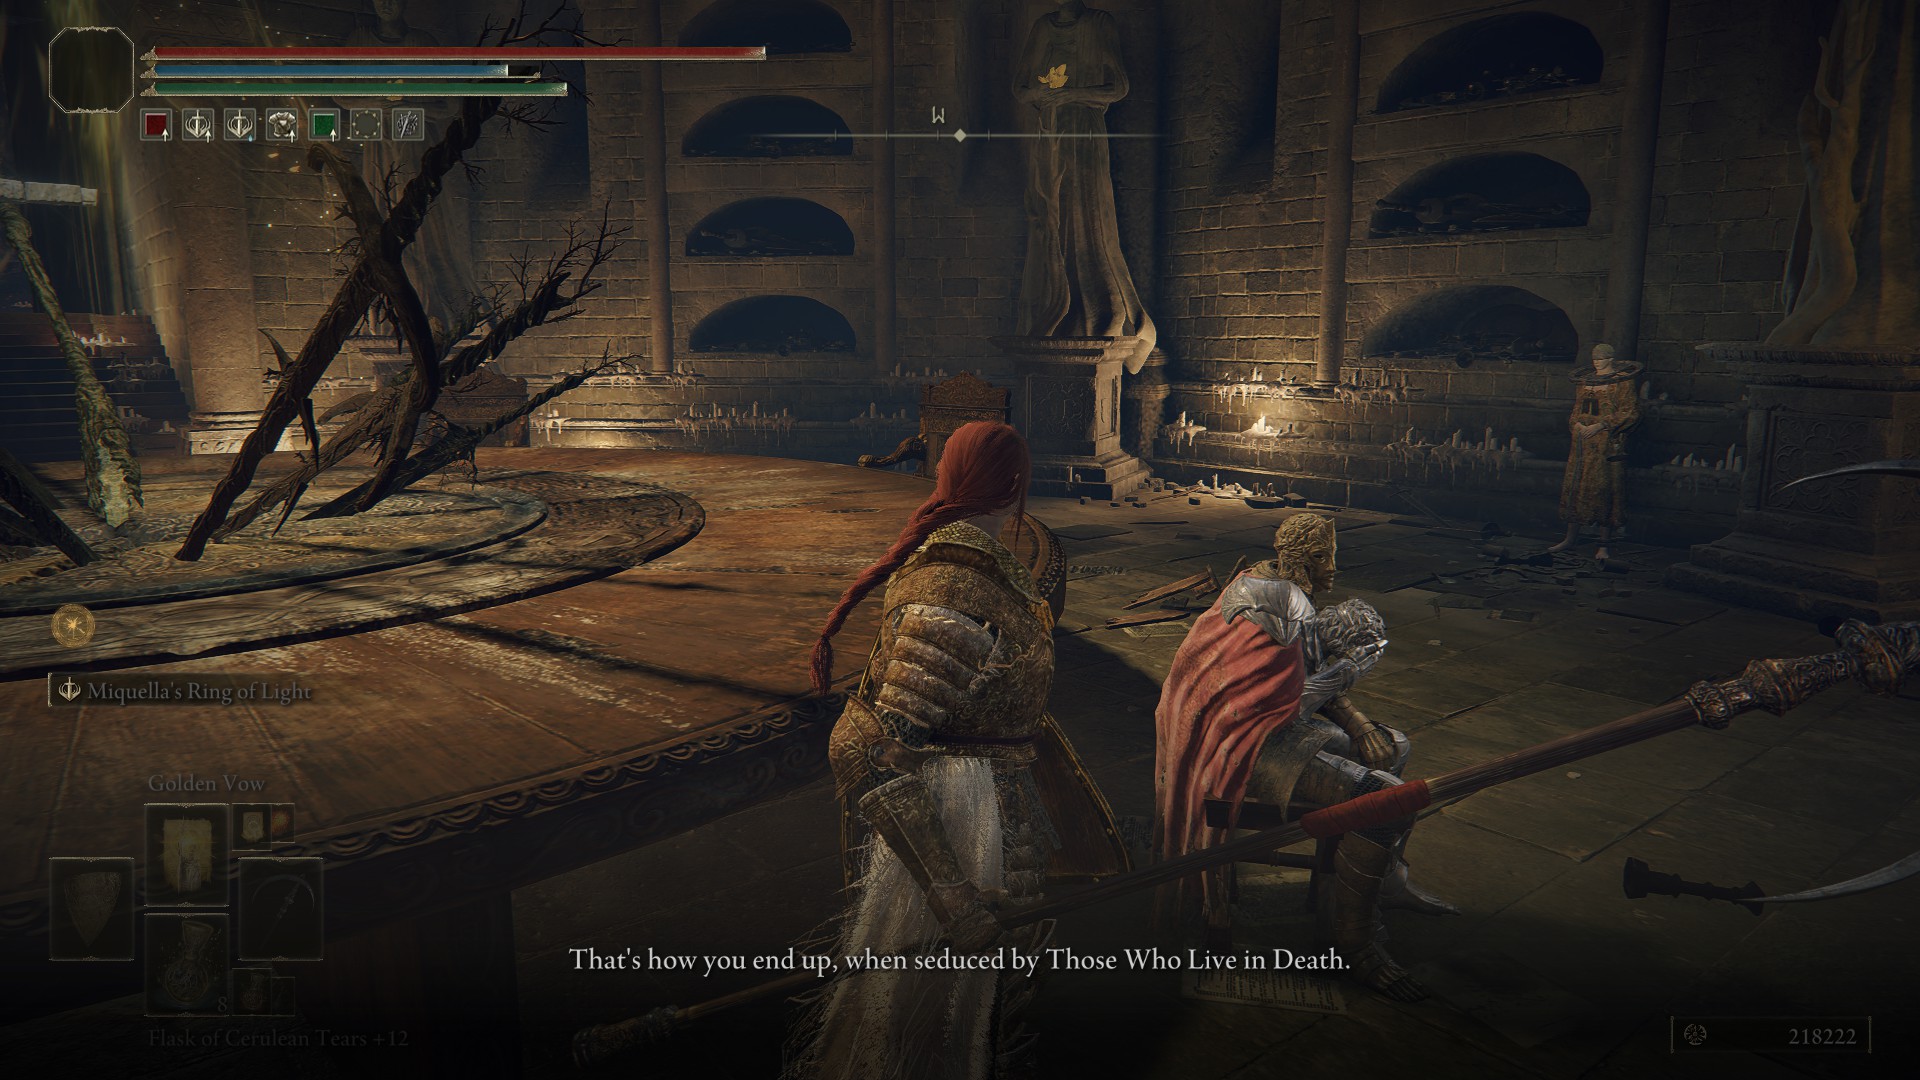 W
Miquella's Ring of Light
Golden Vow
That's how you end up, when seduced by Those Who Live in Death.
8
Flask of Cerulean Tears +12
218222